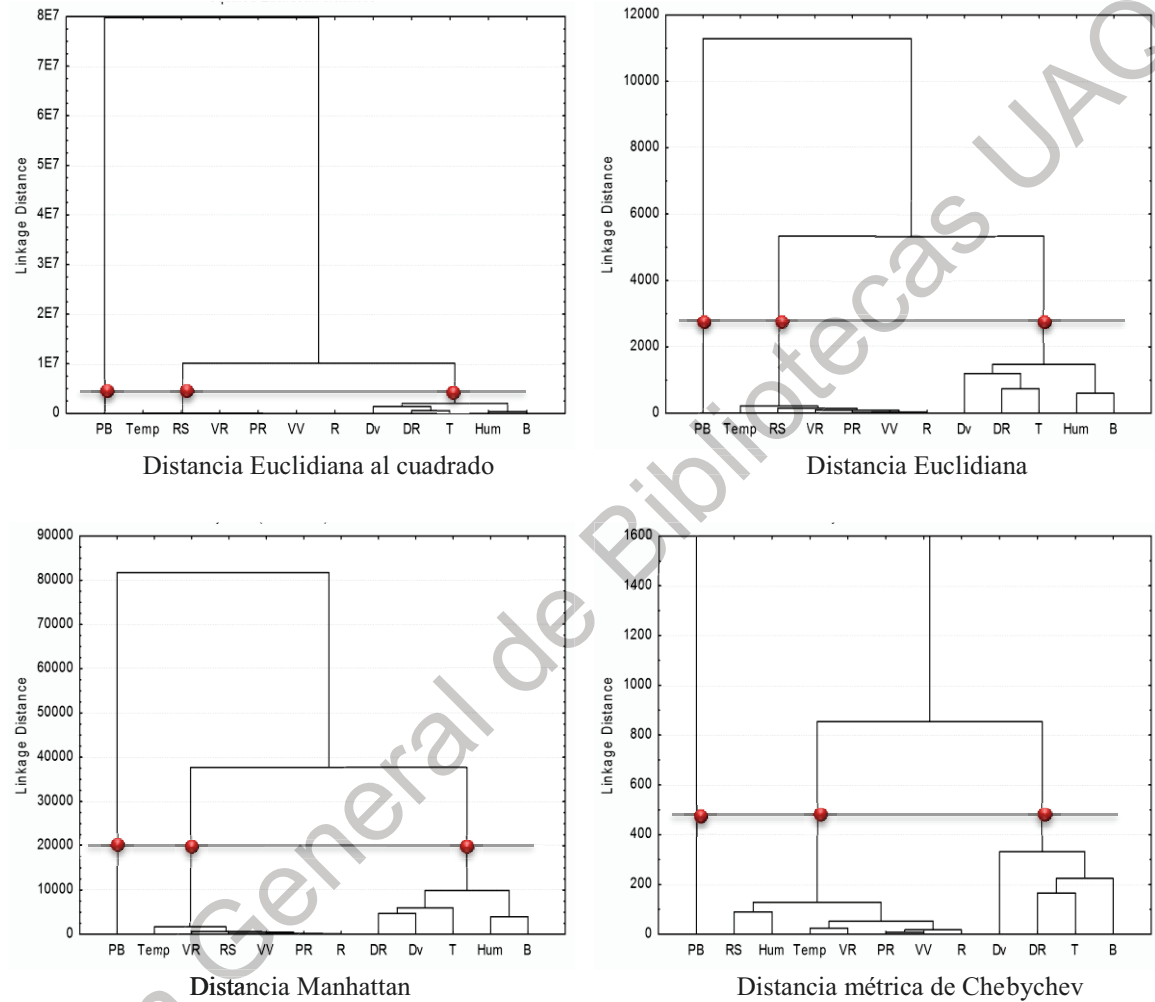 8E7
7E7
6E7
5E7
4E7
3E7
2E7
1E7
0
Linkage Distance
PB Temp RS VR PR VV R Dv DR T Hum B
Distancia Euclidiana al cuadrado
12000
10000
8000
6000
4000
2000
0
Linkage Distance
PB Temp RS VR PR VV R Dv DR T Hum B
Distancia Euclidiana
90000
80000
70000
60000
50000
40000
30000
20000
10000
0
Linkage Distance
PB Temp VR RS VV PR R DR Dv T Hum B
Distancia Manhattan
1600
1400
1200
1000
800
600
400
200
0
Linkage Distance
PB RS Hum Temp VR PR VV R Dv DR T B
Distancia métrica de Chebychev
General de Bibliotecas UAQ